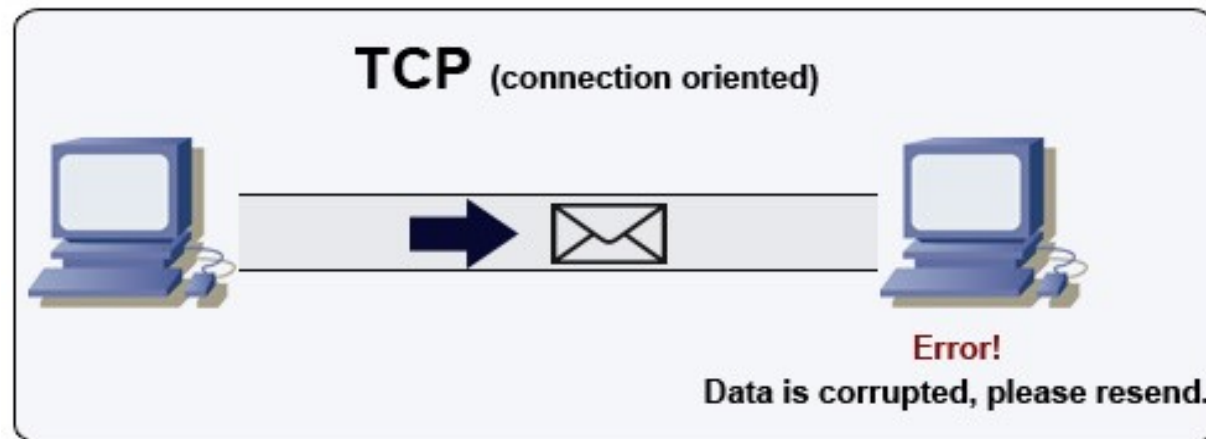 TCP (connection oriented)
Error!
Data is corrupted, please resend.